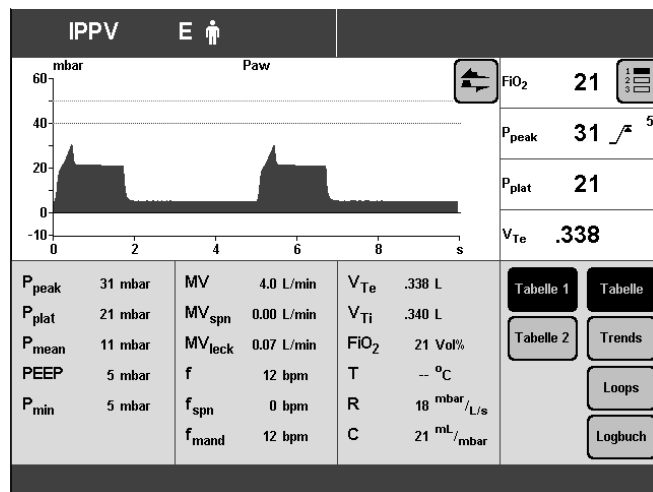 IPPV E
mbar Paw
60
40
20
0
-10
0 2 4 6 8 s
FiO2 21
1
2
3
Ppeak 31 5
Pplat 21
VTe .338
Ppeak 31 mbar
Pplat 21 mbar
Pmean 11 mbar
PEEP 5 mbar
Pmin 5 mbar
MV 4.0 L/min
MVspn 0.00 L/min
MVleck 0.07 L/min
f 12 bpm
fspn 0 bpm
fmand 12 bpm
VTe .338 L
VTi .340 L
FiO2 21 Vol%
T -- °C
R 18 mbar/L/s
C 21 mL/mbar
Tabelle 1 Tabelle
Tabelle 2 Trends
Loops
Logbuch